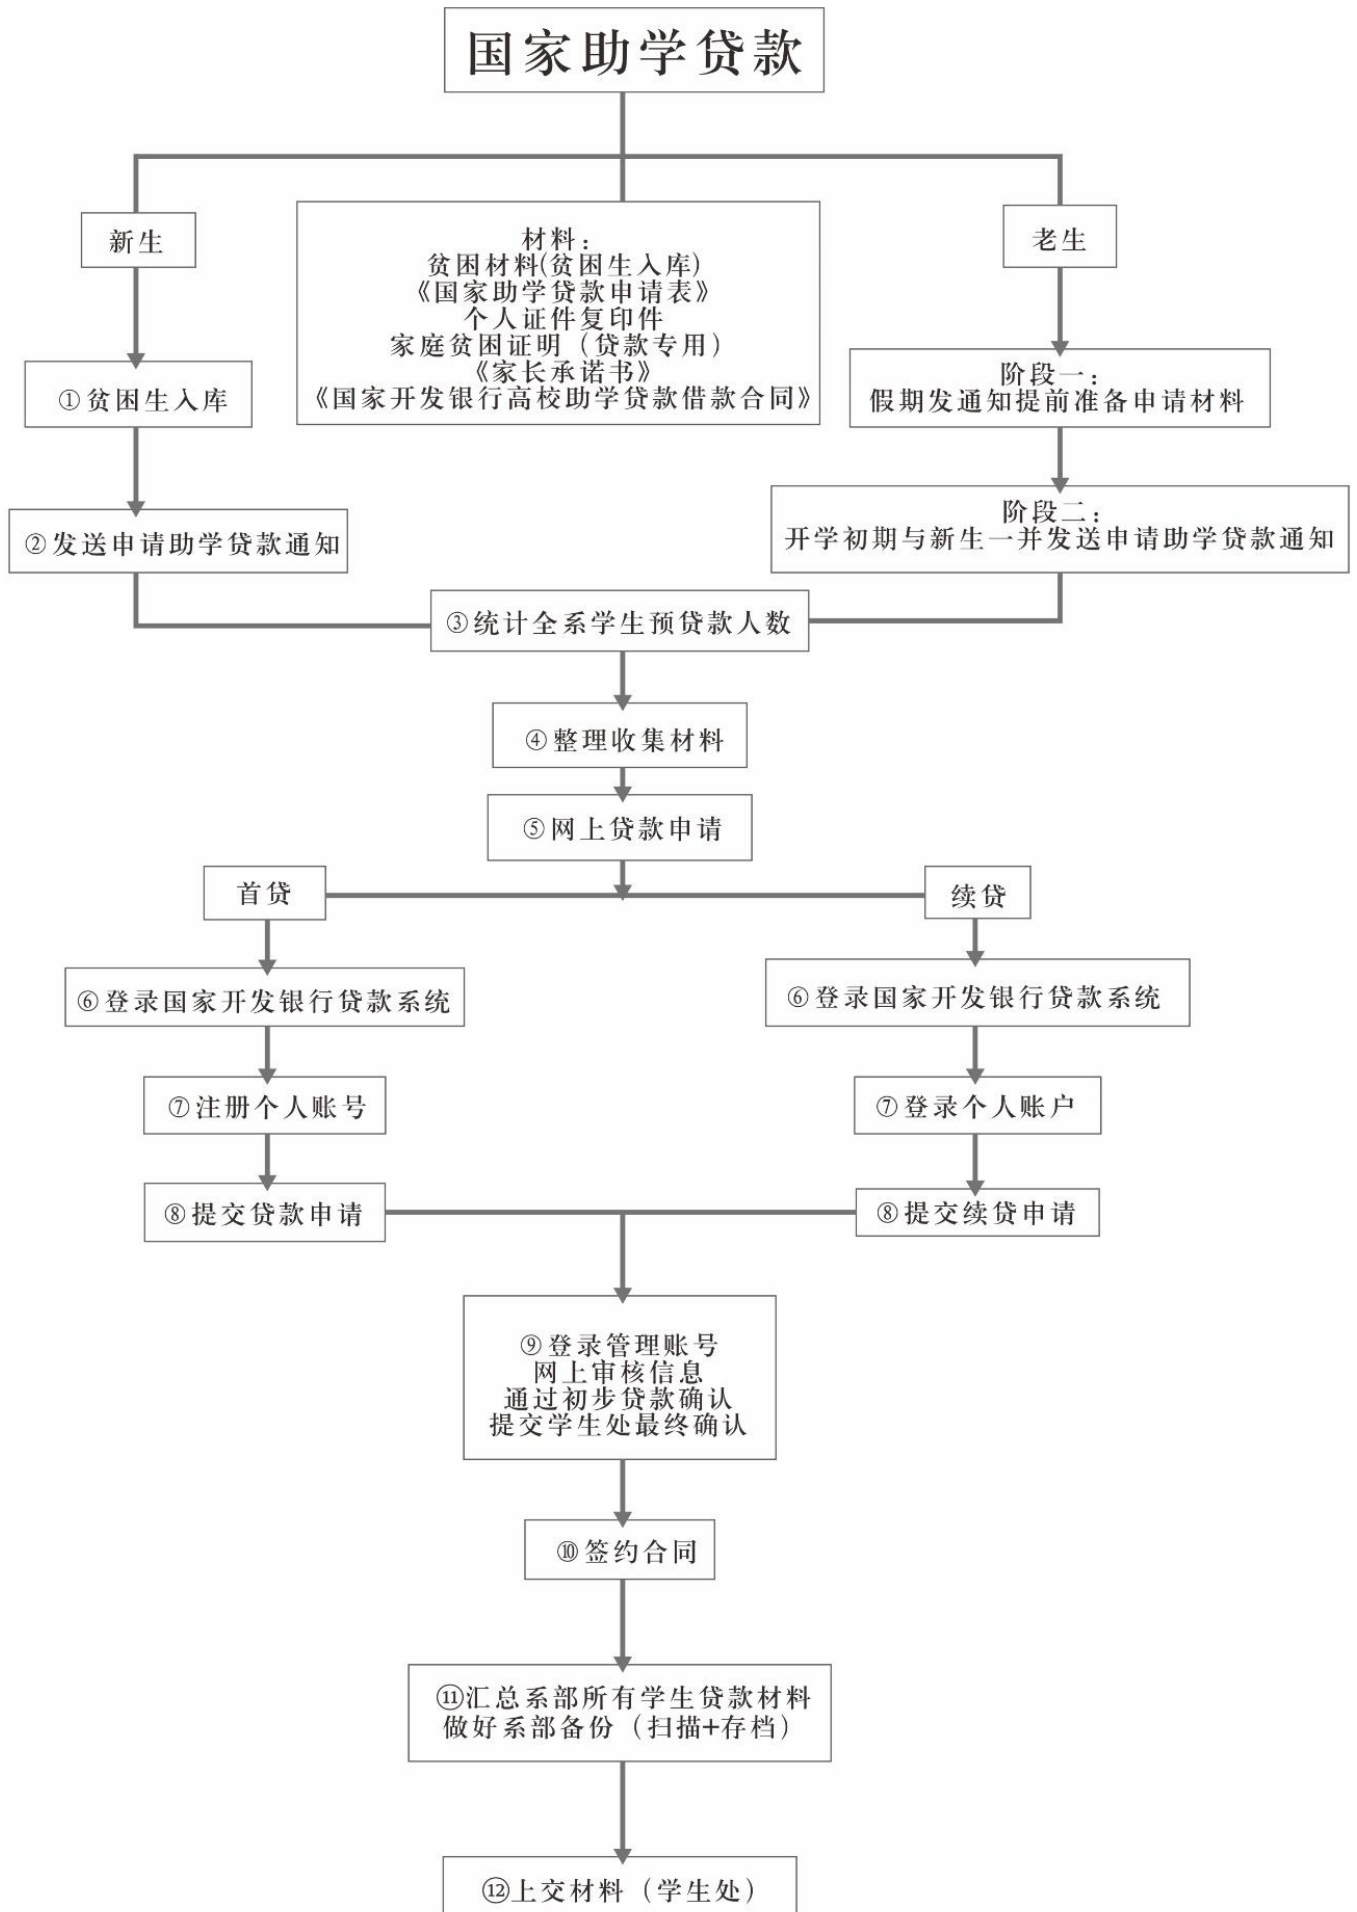 国家助学贷款
新生
材料：
贫困材料(贫困生入库)
《国家助学贷款申请表》
个人证件复印件
家庭贫困证明（贷款专用）
《家长承诺书》
《国家开发银行高校助学贷款借款合同》
老生
①贫困生入库
阶段一：
假期发通知提前准备申请材料
②发送申请助学贷款通知
阶段二：
开学初期与新生一并发送申请助学贷款通知
③统计全系学生预贷款人数
④整理收集材料
⑤网上贷款申请
首贷
续贷
⑥登录国家开发银行贷款系统
⑥登录国家开发银行贷款系统
⑦注册个人账号
⑦登录个人账户
⑧提交贷款申请
⑧提交续贷申请
⑨登录管理账号
网上审核信息
通过初步贷款确认
提交学生处最终确认
⑩签约合同
⑪汇总系部所有学生贷款材料
做好系部备份（扫描+存档）
⑫上交材料（学生处）